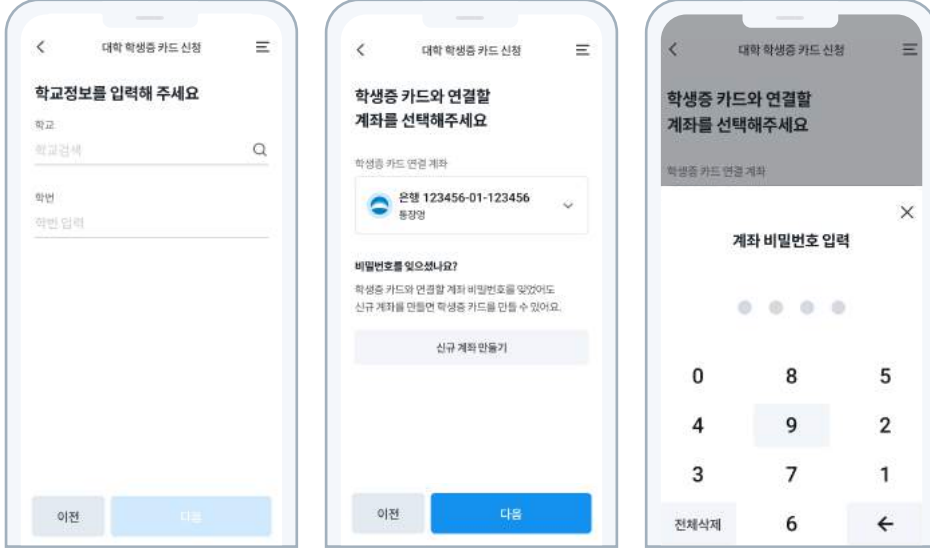 대학 학생증 카드 신청
학교정보를 입력해 주세요
학교
학교검색
학번
학번 입력
이전
다음
대학 학생증 카드 신청
학생증 카드와 연결할
계좌를 선택해주세요
학생증 카드 연결 계좌
은행 123456-01-123456
통장명
비밀번호를 잊으셨나요?
학생증 카드와 연결할 계좌 비밀번호를 잊었어도
신규 계좌를 만들면 학생증 카드를 만들 수 있어요.
신규 계좌 만들기
이전
다음
대학 학생증 카드 신청
학생증 카드와 연결할
계좌를 선택해주세요
학생증 카드 연결 계좌
계좌 비밀번호 입력
0 8 5
4 9 2
3 7 1
전체삭제 6